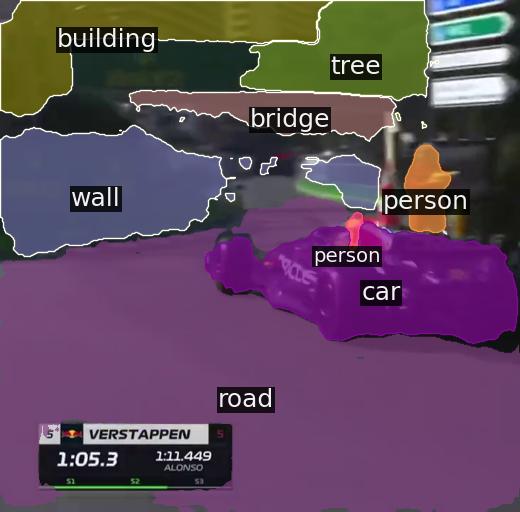 building
tree
bridge
wall
person
person
car
road
5 VERSTAPPEN 5
1:05.3 1:11.449
ALONSO
S1 S2 S3